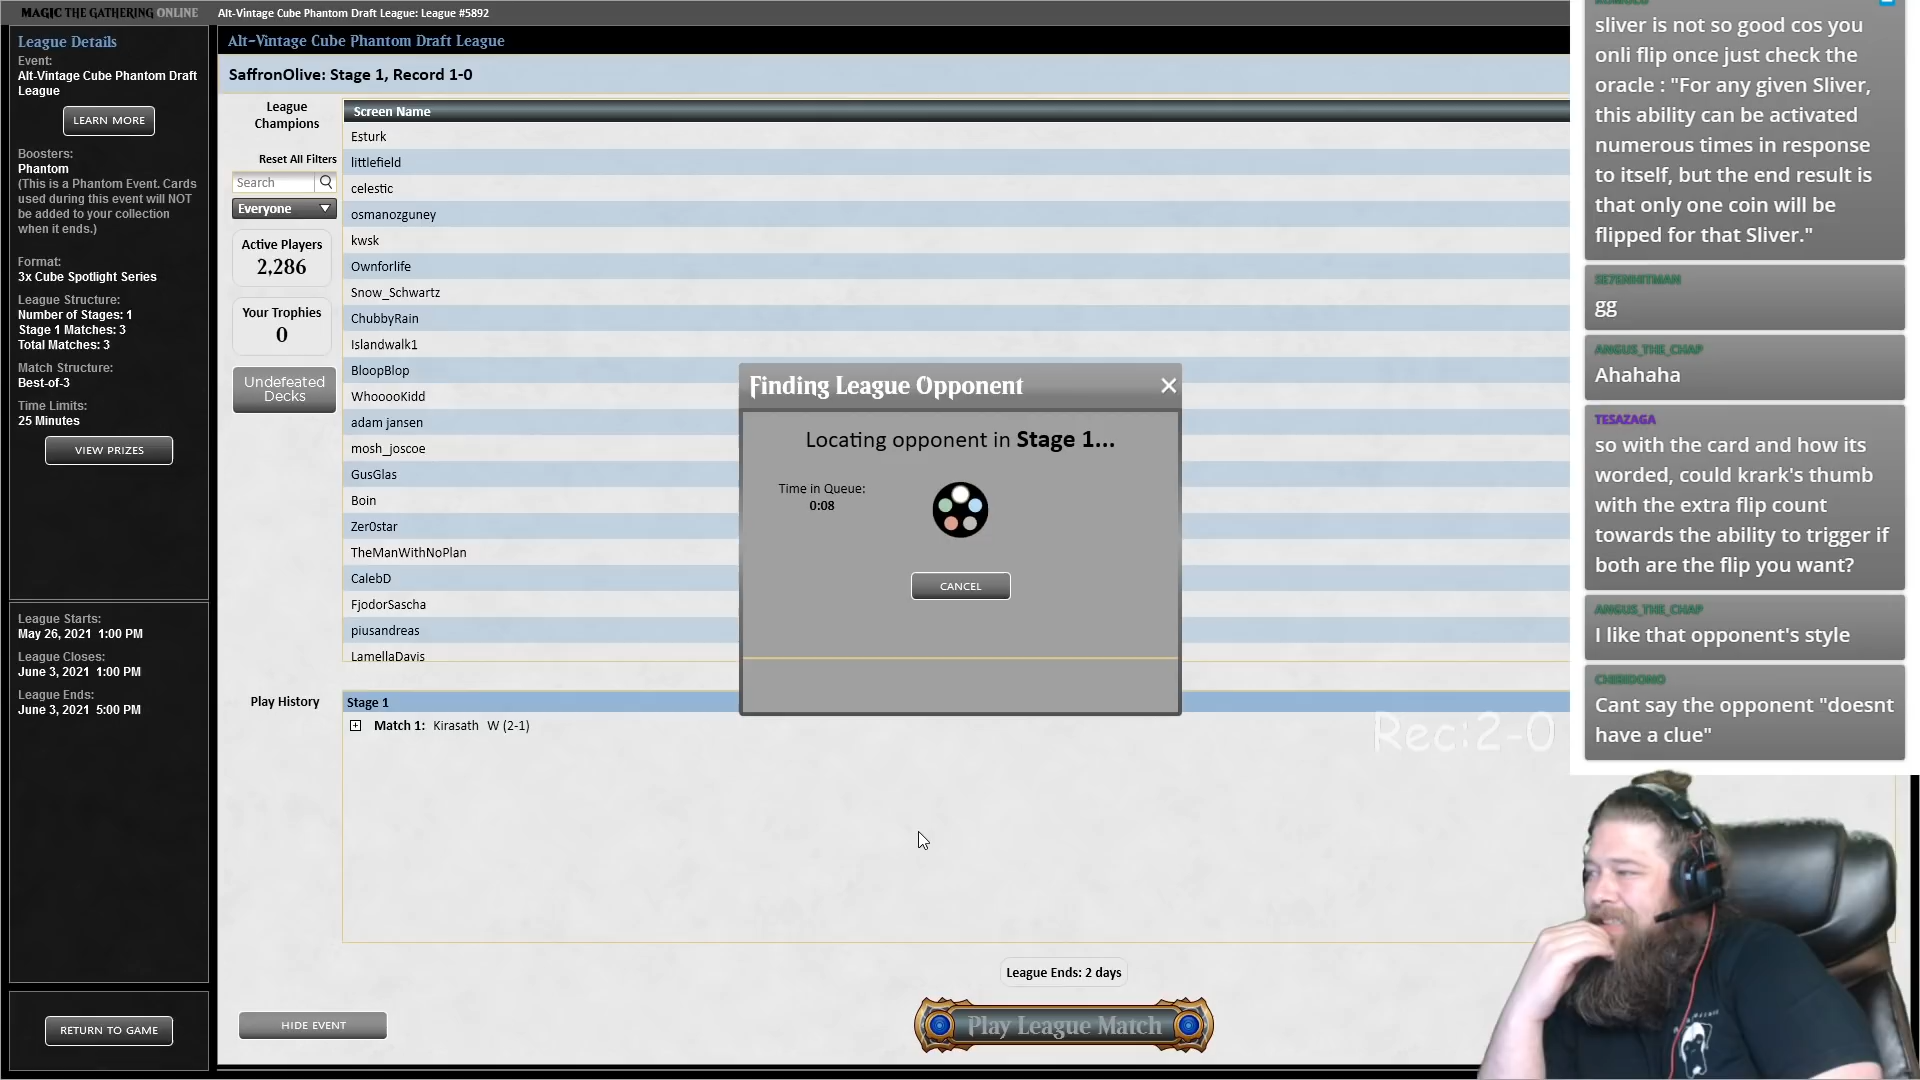 MAGIC THE GATHERING ONLINE
Alt-Vintage Cube Phantom Draft League: League #5892
League Details
Event:
Alt-Vintage Cube Phantom Draft
League
LEARN MORE
Boosters:
Phantom
(This is a Phantom Event. Cards
used during this event will NOT
be added to your collection
when it ends.)
Format:
3x Cube Spotlight Series
League Structure:
Number of Stages: 1
Stage 1 Matches: 3
Total Matches: 3
Match Structure:
Best-of-3
Time Limits:
25 Minutes
VIEW PRIZES
League Starts:
May 26, 2021 1:00 PM
League Closes:
June 3, 2021 1:00 PM
League Ends:
June 3, 2021 5:00 PM
RETURN TO GAME
Alt-Vintage Cube Phantom Draft League
SaffronOlive: Stage 1, Record 1-0
League
Champions
Reset All Filters
Search
Everyone
Active Players
2,286
Your Trophies
0
Undefeated
Decks
Screen Name
Esturk
littlefield
celestic
osmanozguney
kwsk
Ownforlife
Snow_Schwartz
ChubbyRain
Islandwalk1
BloopBlop
WhooooKidd
adam jansen
mosh_joscoe
GusGlas
Boin
Zer0star
TheManWithNoPlan
CalebD
FjodorSascha
piusandreas
LamellaDavis
Finding League Opponent
Locating opponent in Stage 1...
Time in Queue:
0:08
CANCEL
Play History
Stage 1
Match 1: Kirasath W (2-1)
Rec:2-0
League Ends: 2 days
HIDE EVENT
Play League Match
sliver is not so good cos you
onli flip once just check the
oracle : "For any given Sliver,
this ability can be activated
numerous times in response
to itself, but the end result is
that only one coin will be
flipped for that Sliver."
SE7ENHITMAN
gg
ANGUS_THE_CHAP
Ahahaha
TESAZAGA
so with the card and how its
worded, could krark's thumb
with the extra flip count
towards the ability to trigger if
both are the flip you want?
ANGUS_THE_CHAP
I like that opponent's style
Cant say the opponent "doesnt
have a clue"